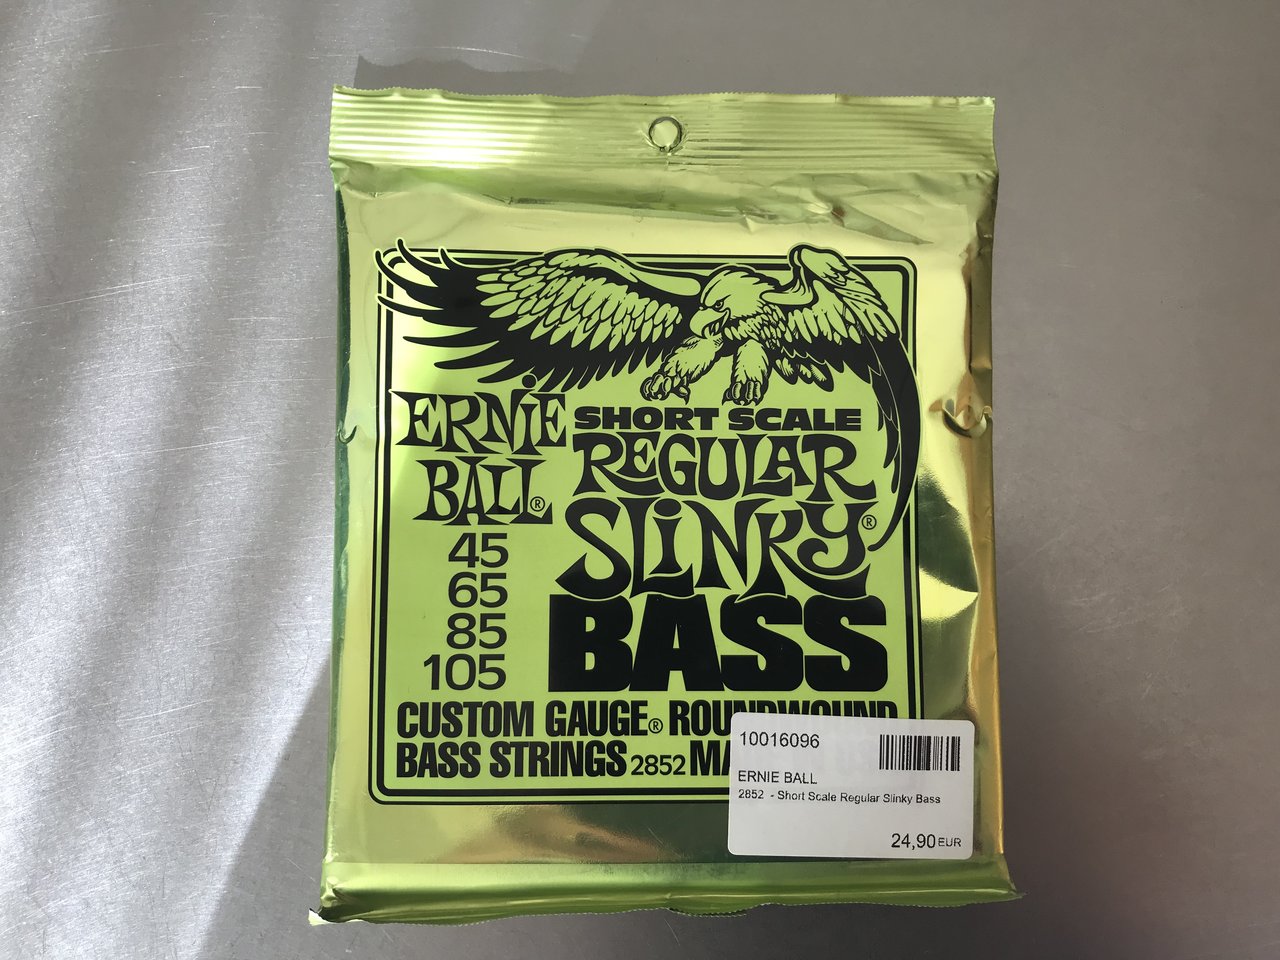 ERNIE
BALL®
SHORT SCALE
REGULAR
SLINKY®
BASS
45
65
85
105
CUSTOM GAUGE® ROUNDWOUND
BASS STRINGS 2852
10016096
ERNIE BALL
2852 - Short Scale Regular Slinky Bass
24,90 EUR